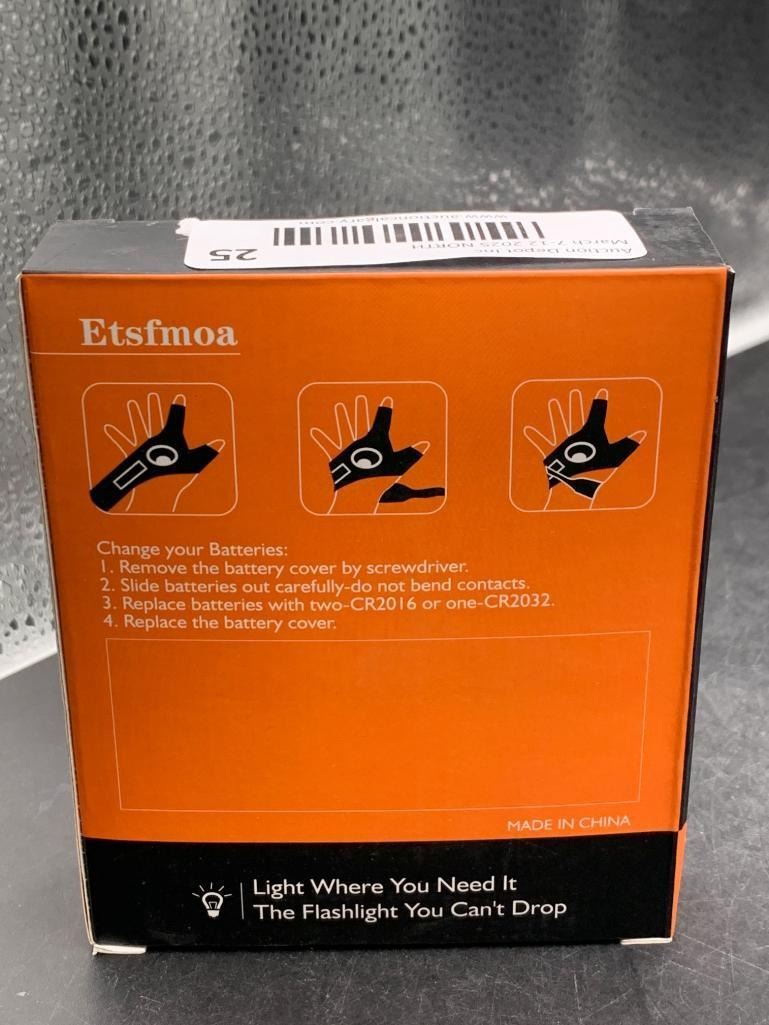 Auction Depot Inc
March 7-12 2025 NORTH
www.auctioncalgary.com
25
Etsfmoa
Change your Batteries:
1. Remove the battery cover by screwdriver.
2. Slide batteries out carefully-do not bend contacts.
3. Replace batteries with two-CR2016 or one-CR2032.
4. Replace the battery cover.
MADE IN CHINA
Light Where You Need It
The Flashlight You Can't Drop